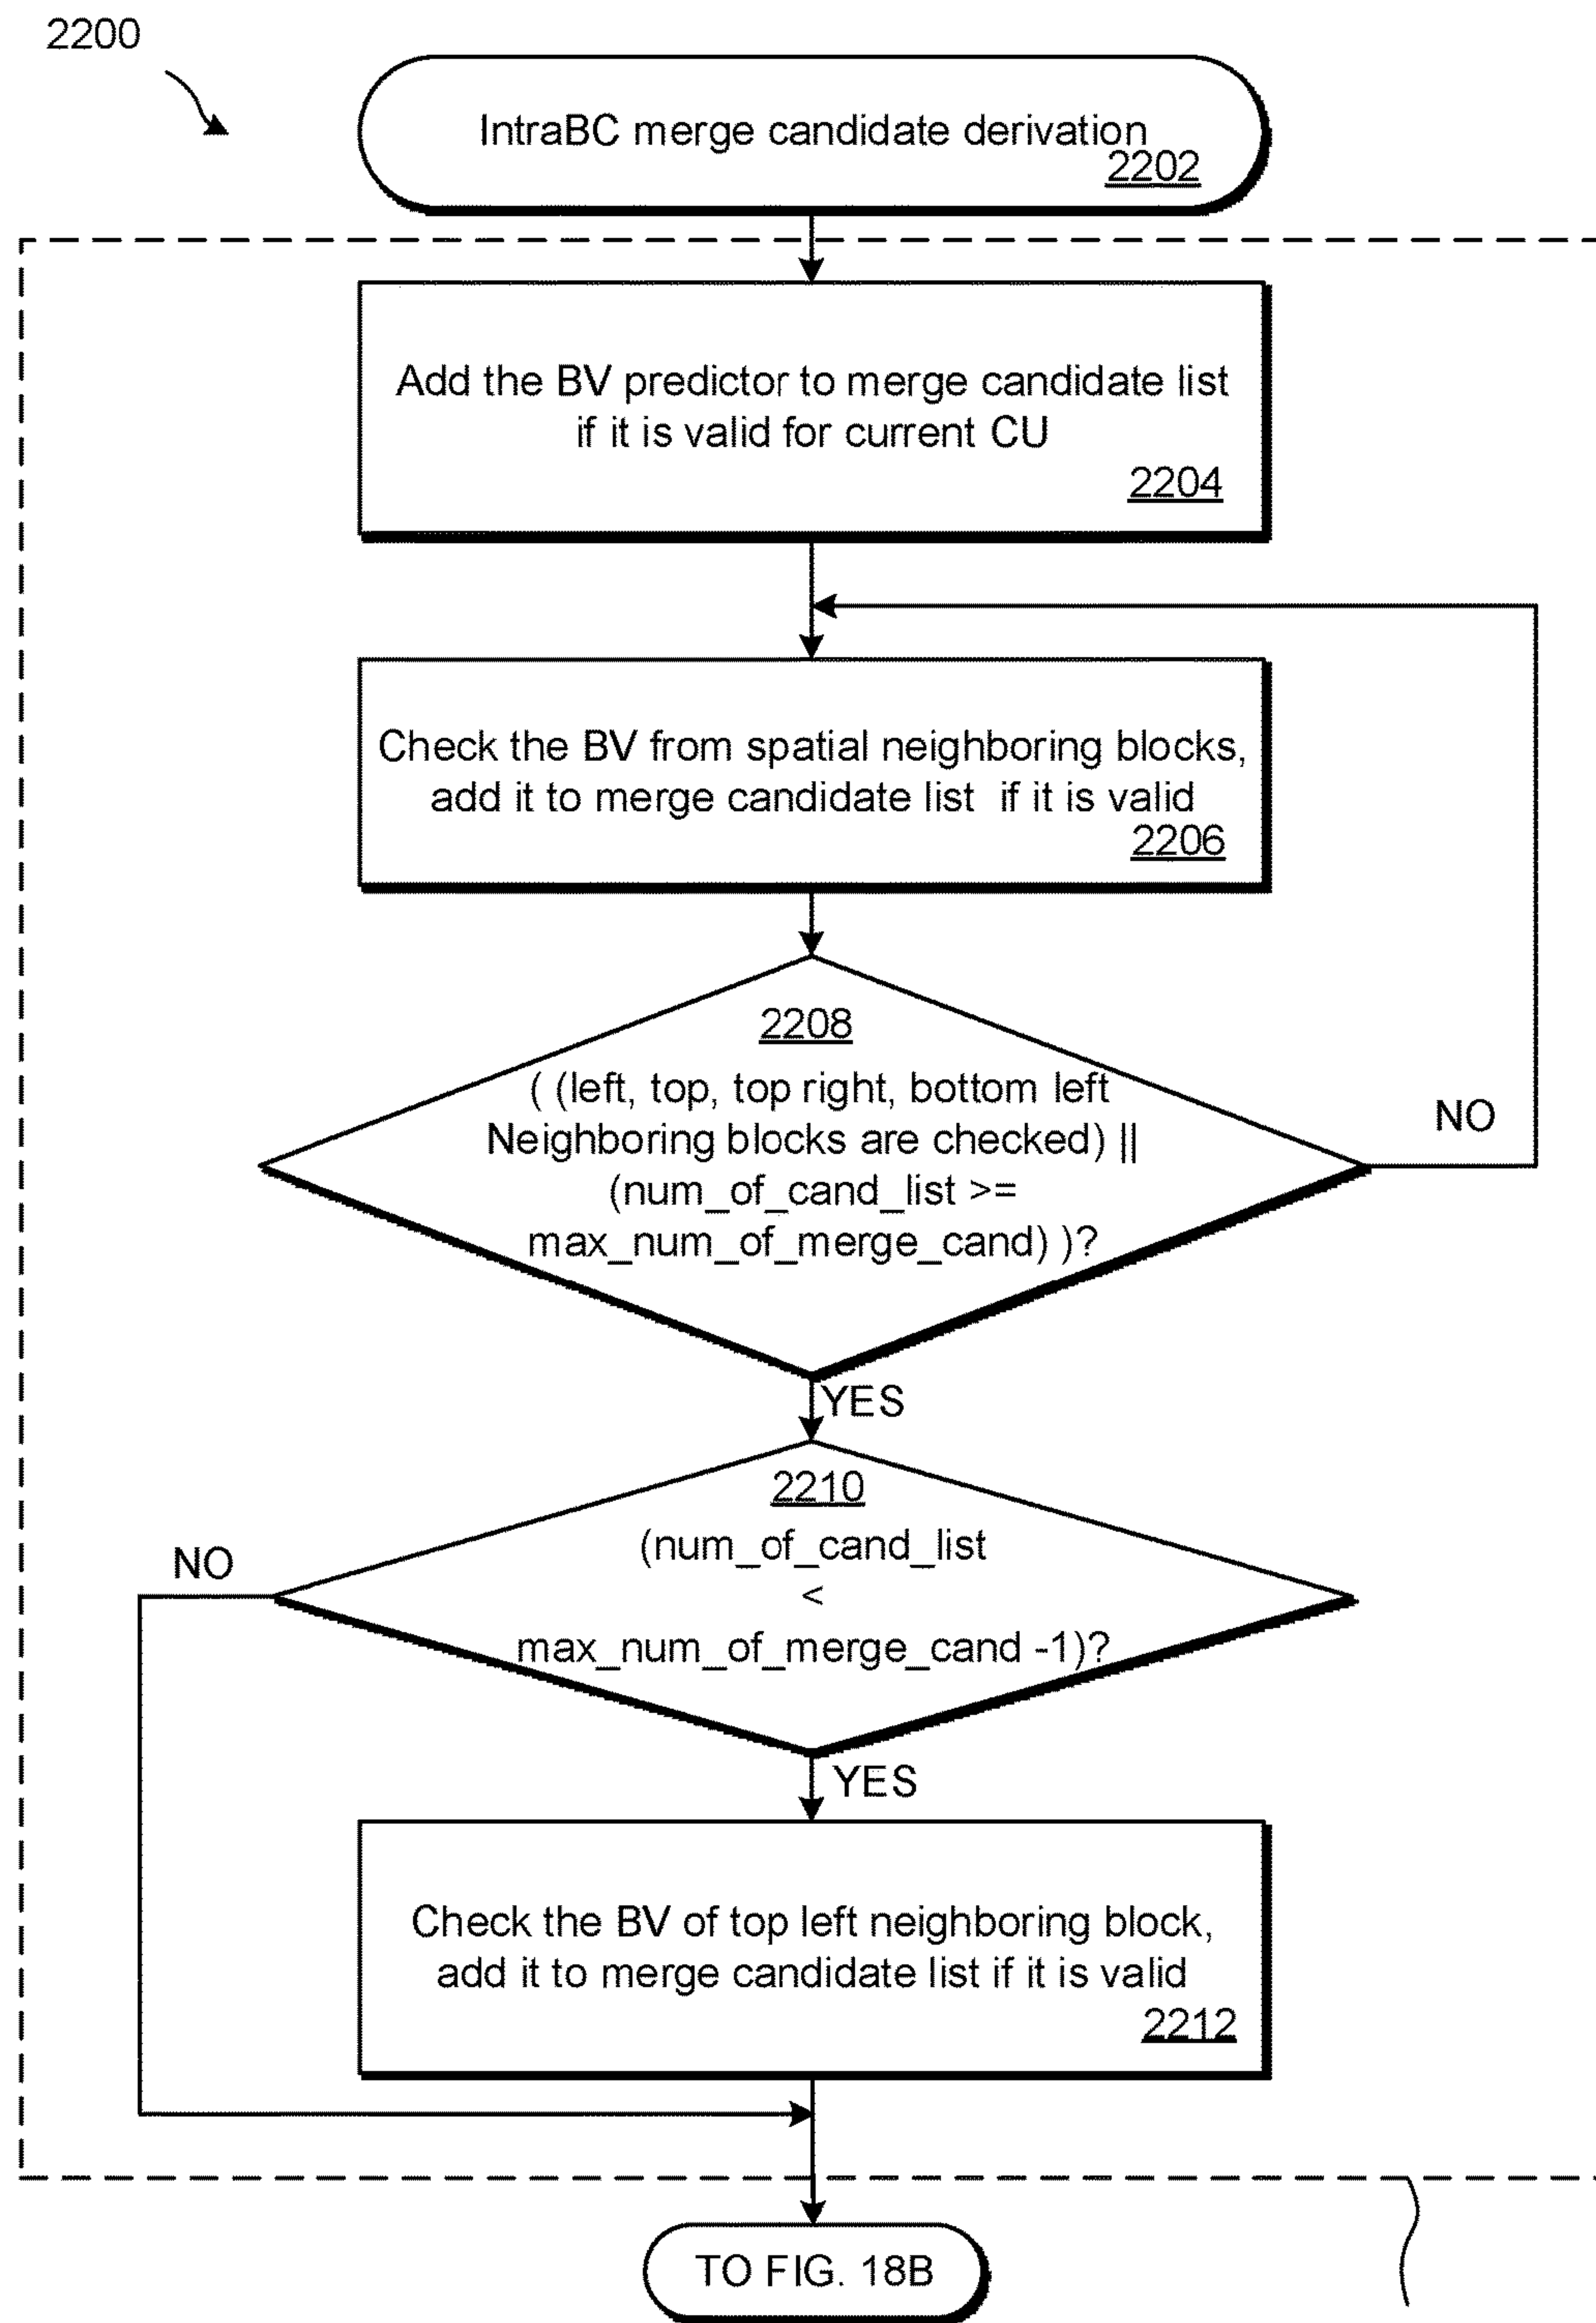 2200
IntraBC merge candidate derivation
2202
Add the BV predictor to merge candidate list
if it is valid for current CU
2204
Check the BV from spatial neighboring blocks,
add it to merge candidate list if it is valid
2206
2208
( (left, top, top right, bottom left
Neighboring blocks are checked) ||
(num_of_cand_list >=
max_num_of_merge_cand) )?
NO
YES
2210
(num_of_cand_list
<
max_num_of_merge_cand -1)?
NO
YES
Check the BV of top left neighboring block,
add it to merge candidate list if it is valid
2212
TO FIG. 18B